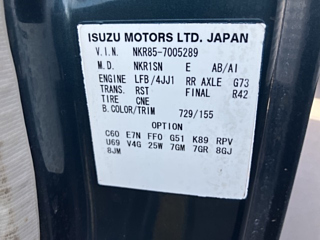 ISUZU MOTORS LTD. JAPAN
V.I.N. NKR85-7005289
M.D. NKR1SN E AB/AI
ENGINE LFB/4JJ1 RR AXLE G73
TRANS. RST FINAL R42
TIRE CNE
B.COLOR/TRIM 729/155
OPTION
C60 E7N FF0 G51 K89 RPV
U69 V4G 25W 7GM 7GR 8GJ
8JM